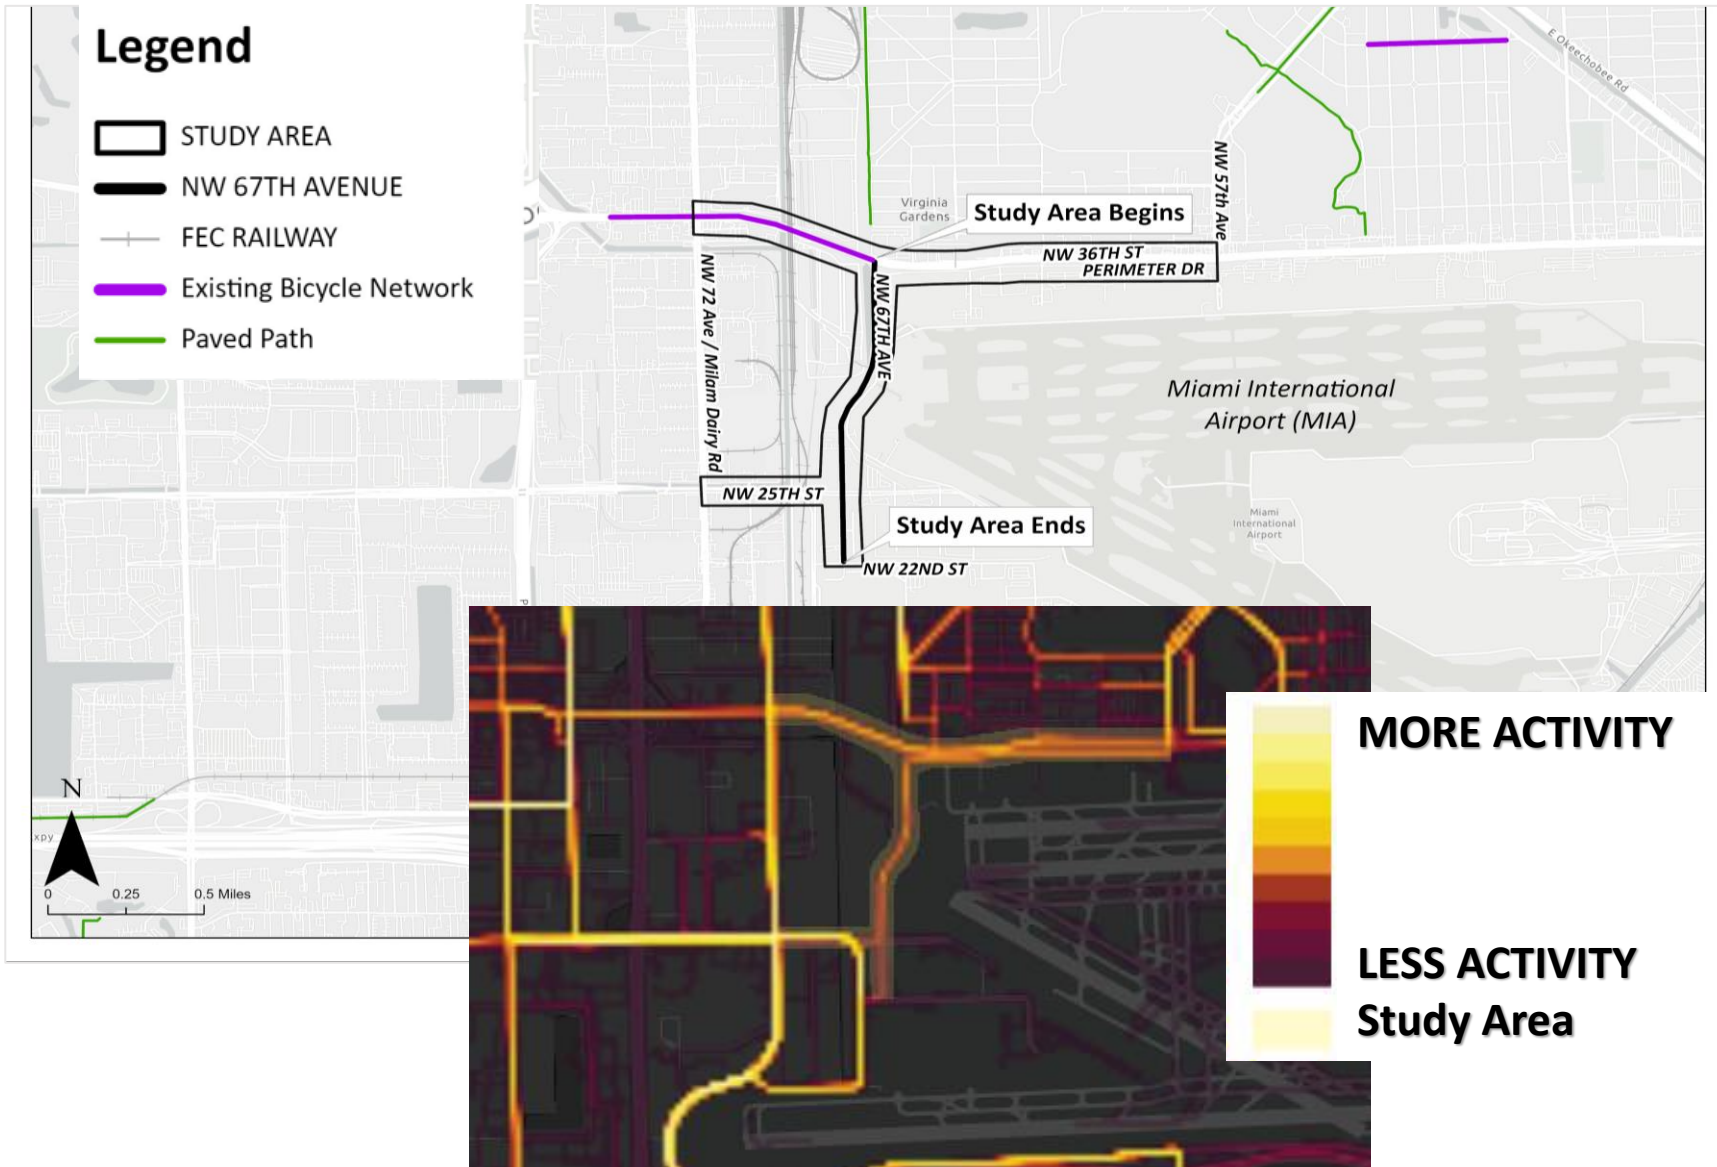 Legend
STUDY AREA
NW 67TH AVENUE
FEC RAILWAY
Existing Bicycle Network
Paved Path
E Okeechobee Rd
NW 57th Ave
Virginia
Gardens
Study Area Begins
NW 36TH ST
PERIMETER DR
NW 72 Ave / Milam Dairy Rd
NW 67TH AVE
Miami International
Airport (MIA)
NW 25TH ST
Study Area Ends
Miami
International
Airport
NW 22ND ST
N
xpy
0 0.25 0.5 Miles
MORE ACTIVITY
LESS ACTIVITY
Study Area